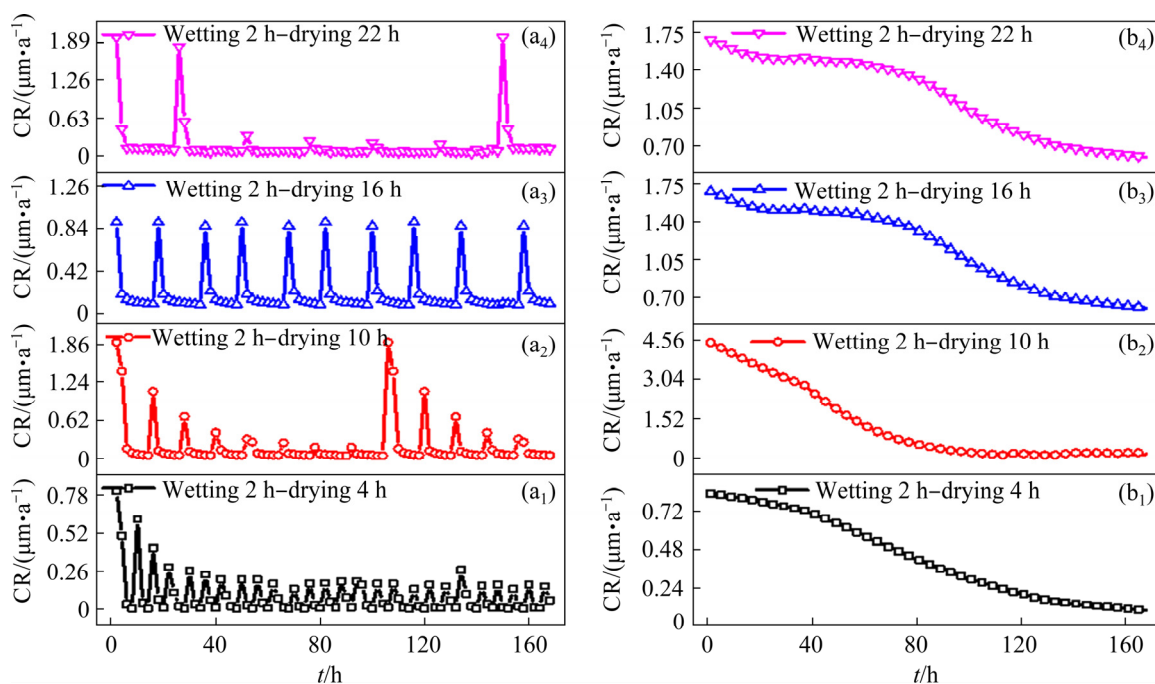 CR/(μm•a⁻¹)
1.89
1.26
0.63
0
Wetting 2 h–drying 22 h
(a₄)
CR/(μm•a⁻¹)
1.26
0.84
0.42
0
Wetting 2 h–drying 16 h
(a₃)
CR/(μm•a⁻¹)
1.86
1.24
0.62
0
Wetting 2 h–drying 10 h
(a₂)
CR/(μm•a⁻¹)
0.78
0.52
0.26
0
Wetting 2 h–drying 4 h
(a₁)
0 40 80 120 160
t/h
CR/(μm•a⁻¹)
1.75
1.40
1.05
0.70
Wetting 2 h–drying 22 h
(b₄)
CR/(μm•a⁻¹)
1.75
1.40
1.05
0.70
Wetting 2 h–drying 16 h
(b₃)
CR/(μm•a⁻¹)
4.56
3.04
1.52
0
Wetting 2 h–drying 10 h
(b₂)
CR/(μm•a⁻¹)
0.72
0.48
0.24
0
Wetting 2 h–drying 4 h
(b₁)
0 40 80 120 160
t/h